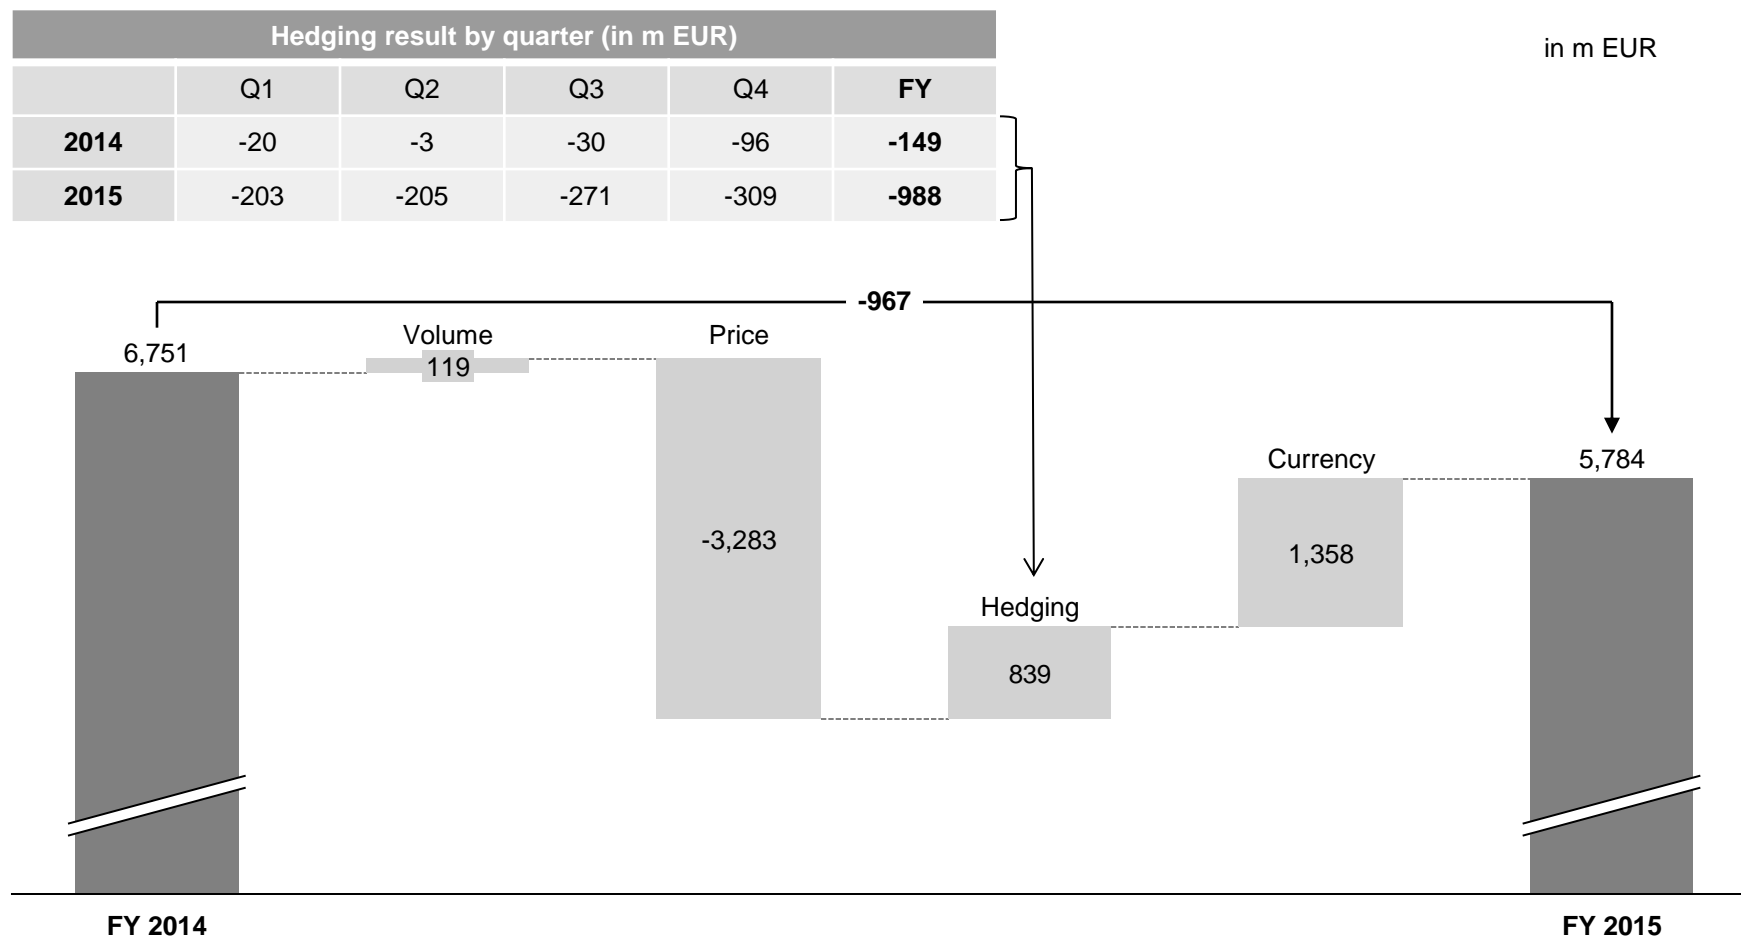 Hedging result by quarter (in m EUR)
in m EUR
Q1 Q2 Q3 Q4 FY
2014 -20 -3 -30 -96 -149
2015 -203 -205 -271 -309 -988
-967
Volume Price
6,751
119
Currency 5,784
-3,283
1,358
Hedging
839
FY 2014 FY 2015